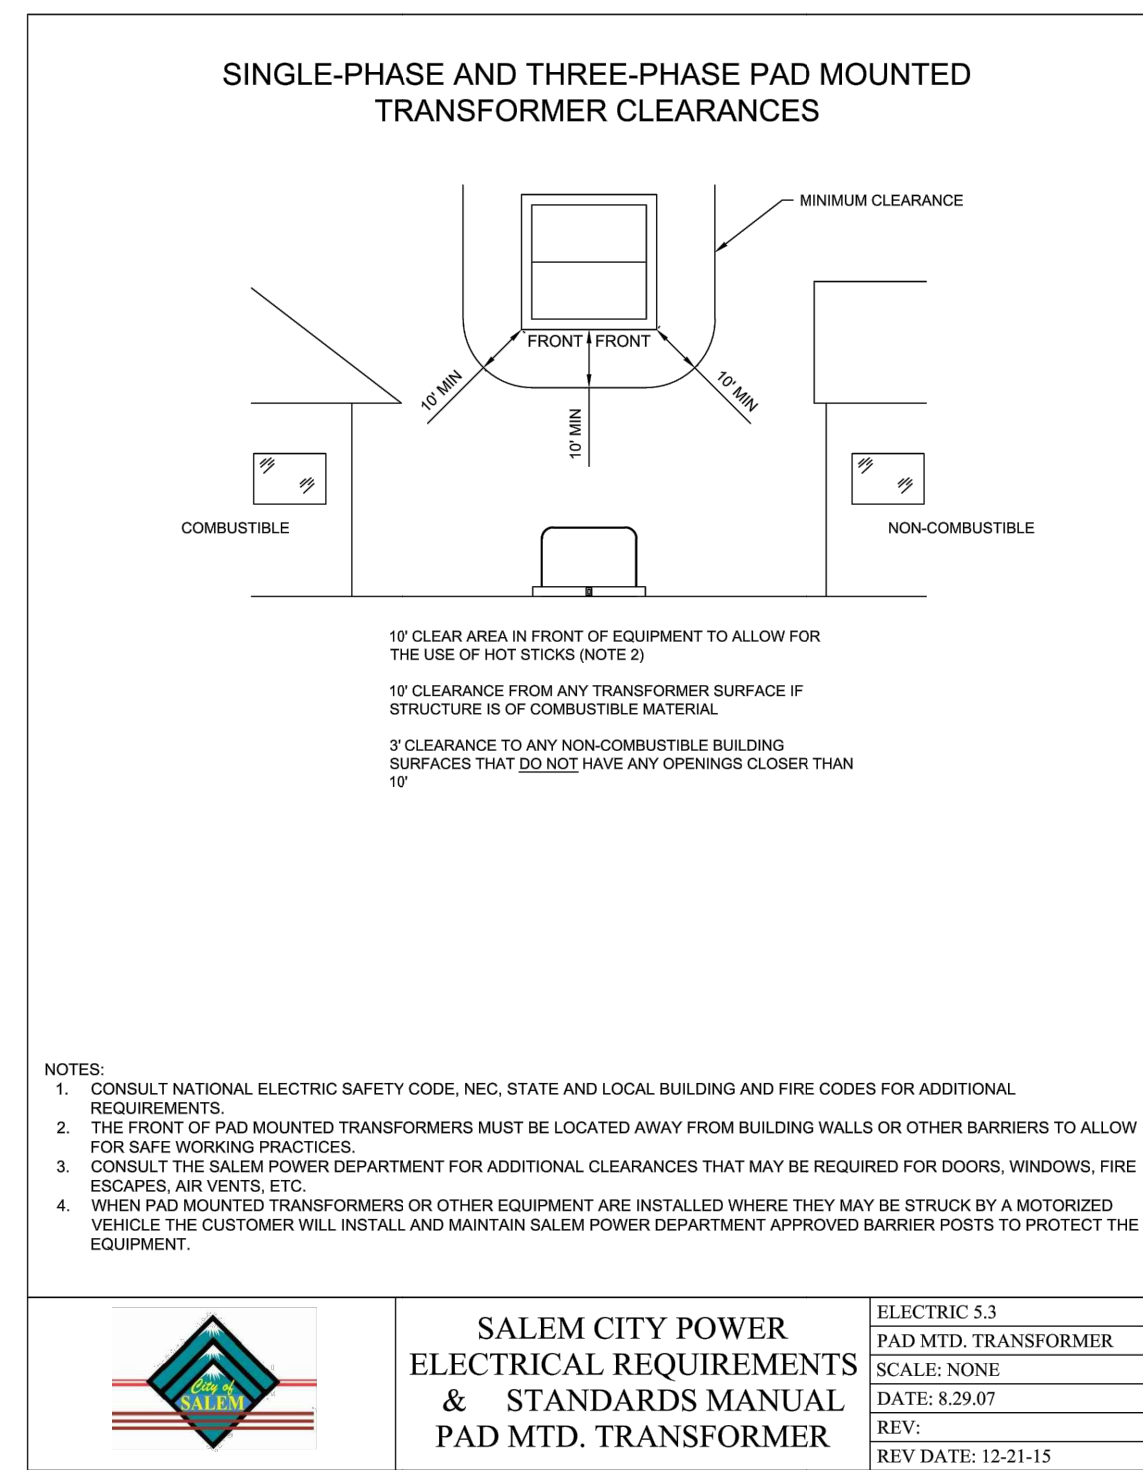 SINGLE-PHASE AND THREE-PHASE PAD MOUNTED
TRANSFORMER CLEARANCES
MINIMUM CLEARANCE
FRONT FRONT
10' MIN
10' MIN
10' MIN
COMBUSTIBLE
NON-COMBUSTIBLE
10' CLEAR AREA IN FRONT OF EQUIPMENT TO ALLOW FOR
THE USE OF HOT STICKS (NOTE 2)
10' CLEARANCE FROM ANY TRANSFORMER SURFACE IF
STRUCTURE IS OF COMBUSTIBLE MATERIAL
3' CLEARANCE TO ANY NON-COMBUSTIBLE BUILDING
SURFACES THAT DO NOT HAVE ANY OPENINGS CLOSER THAN
10'
NOTES:
1. CONSULT NATIONAL ELECTRIC SAFETY CODE, NEC, STATE AND LOCAL BUILDING AND FIRE CODES FOR ADDITIONAL
REQUIREMENTS.
2. THE FRONT OF PAD MOUNTED TRANSFORMERS MUST BE LOCATED AWAY FROM BUILDING WALLS OR OTHER BARRIERS TO ALLOW
FOR SAFE WORKING PRACTICES.
3. CONSULT THE SALEM POWER DEPARTMENT FOR ADDITIONAL CLEARANCES THAT MAY BE REQUIRED FOR DOORS, WINDOWS, FIRE
ESCAPES, AIR VENTS, ETC.
4. WHEN PAD MOUNTED TRANSFORMERS OR OTHER EQUIPMENT ARE INSTALLED WHERE THEY MAY BE STRUCK BY A MOTORIZED
VEHICLE THE CUSTOMER WILL INSTALL AND MAINTAIN SALEM POWER DEPARTMENT APPROVED BARRIER POSTS TO PROTECT THE
EQUIPMENT.
City of
SALEM
SALEM CITY POWER
ELECTRICAL REQUIREMENTS
& STANDARDS MANUAL
PAD MTD. TRANSFORMER
ELECTRIC 5.3
PAD MTD. TRANSFORMER
SCALE: NONE
DATE: 8.29.07
REV:
REV DATE: 12-21-15